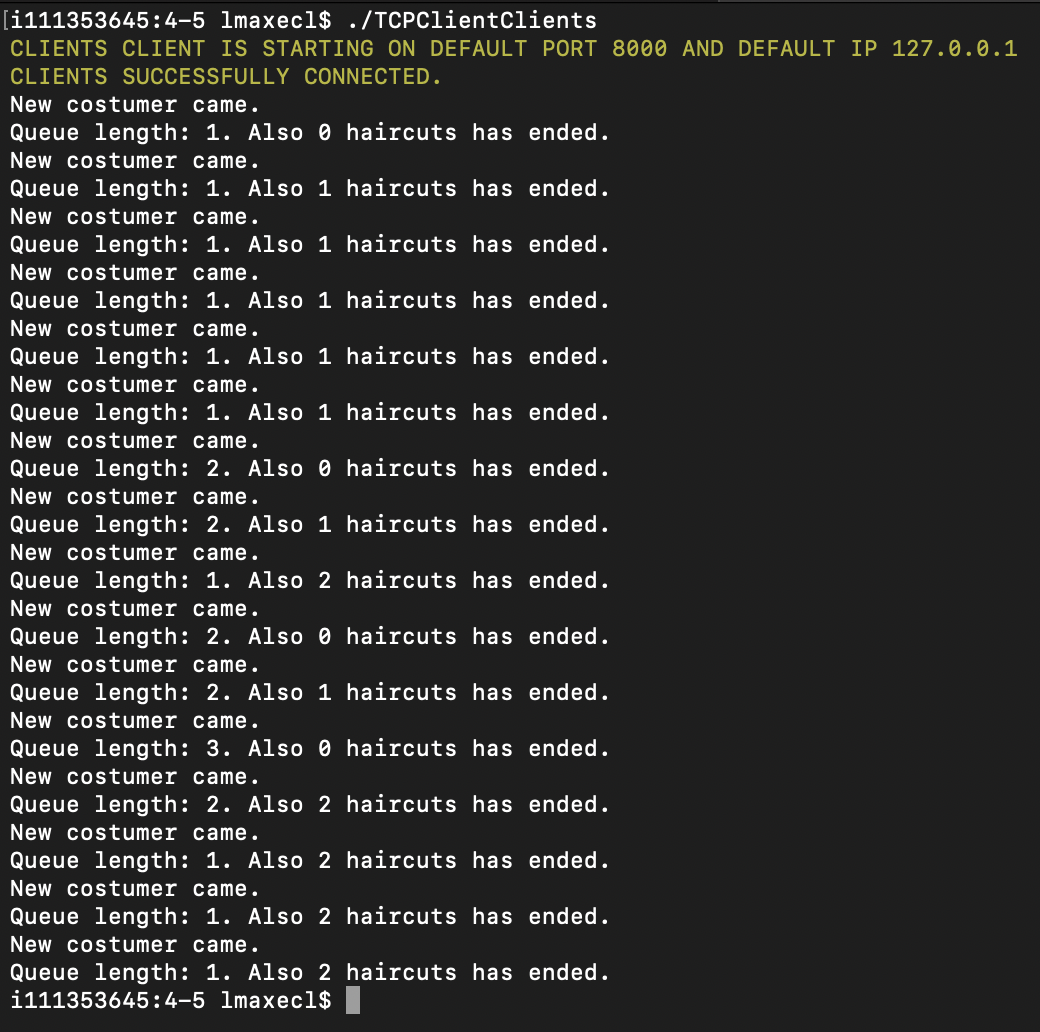 [i111353645:4-5 lmaxecl$ ./TCPClientClients
CLIENTS CLIENT IS STARTING ON DEFAULT PORT 8000 AND DEFAULT IP 127.0.0.1
CLIENTS SUCCESSFULLY CONNECTED.
New costumer came.
Queue length: 1. Also 0 haircuts has ended.
New costumer came.
Queue length: 1. Also 1 haircuts has ended.
New costumer came.
Queue length: 1. Also 1 haircuts has ended.
New costumer came.
Queue length: 1. Also 1 haircuts has ended.
New costumer came.
Queue length: 1. Also 1 haircuts has ended.
New costumer came.
Queue length: 1. Also 1 haircuts has ended.
New costumer came.
Queue length: 2. Also 0 haircuts has ended.
New costumer came.
Queue length: 2. Also 1 haircuts has ended.
New costumer came.
Queue length: 1. Also 2 haircuts has ended.
New costumer came.
Queue length: 2. Also 0 haircuts has ended.
New costumer came.
Queue length: 2. Also 1 haircuts has ended.
New costumer came.
Queue length: 3. Also 0 haircuts has ended.
New costumer came.
Queue length: 2. Also 2 haircuts has ended.
New costumer came.
Queue length: 1. Also 2 haircuts has ended.
New costumer came.
Queue length: 1. Also 2 haircuts has ended.
New costumer came.
Queue length: 1. Also 2 haircuts has ended.
i111353645:4-5 lmaxecl$